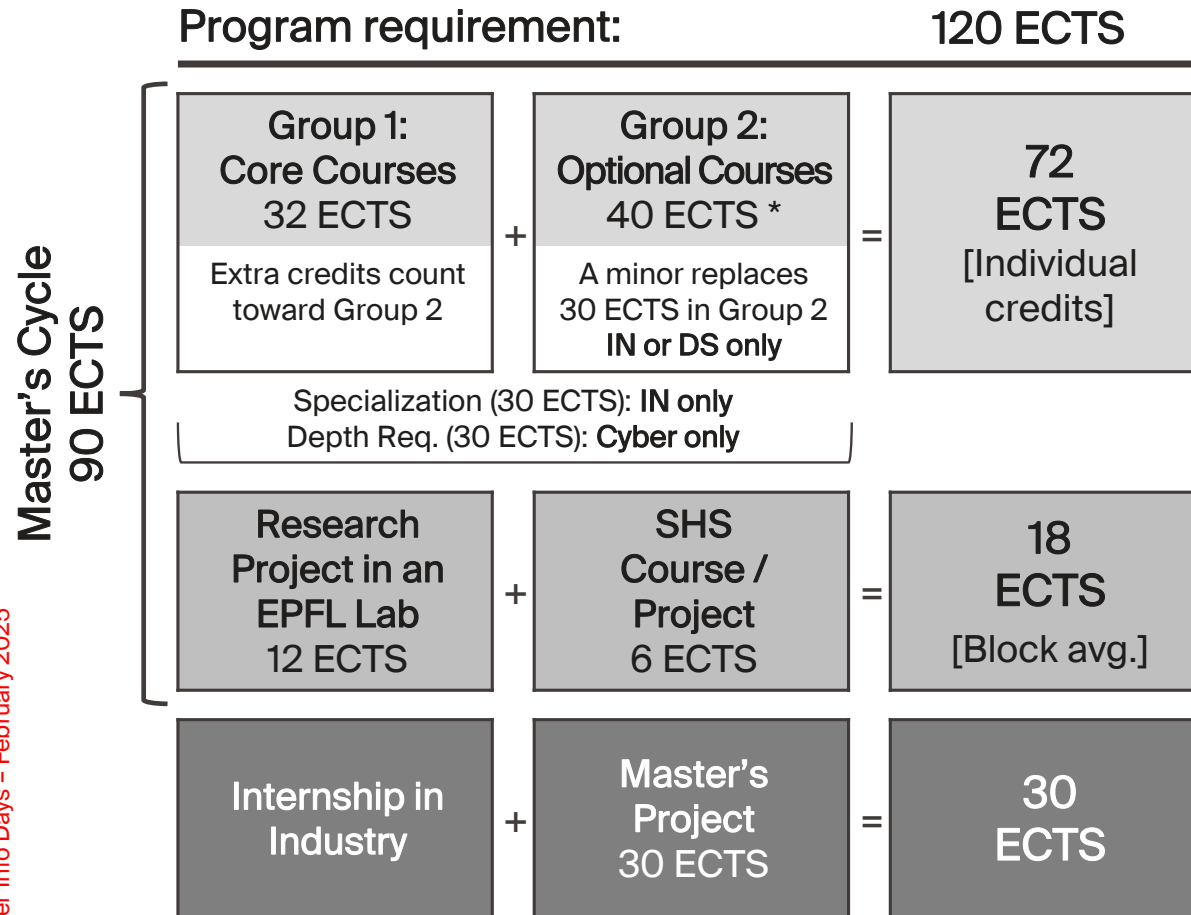 Program requirement: 120 ECTS
Group 1:
Core Courses
32 ECTS
Extra credits count
toward Group 2
+
Group 2:
Optional Courses
40 ECTS *
A minor replaces
30 ECTS in Group 2
IN or DS only
=
72
ECTS
[Individual
credits]
Master's Cycle
90 ECTS
Specialization (30 ECTS): IN only
Depth Req. (30 ECTS): Cyber only
Research
Project in an
EPFL Lab
12 ECTS
+
SHS
Course /
Project
6 ECTS
=
18
ECTS
[Block avg.]
Internship in
Industry
+
Master's
Project
30 ECTS
=
30
ECTS
Info Days – February 2025